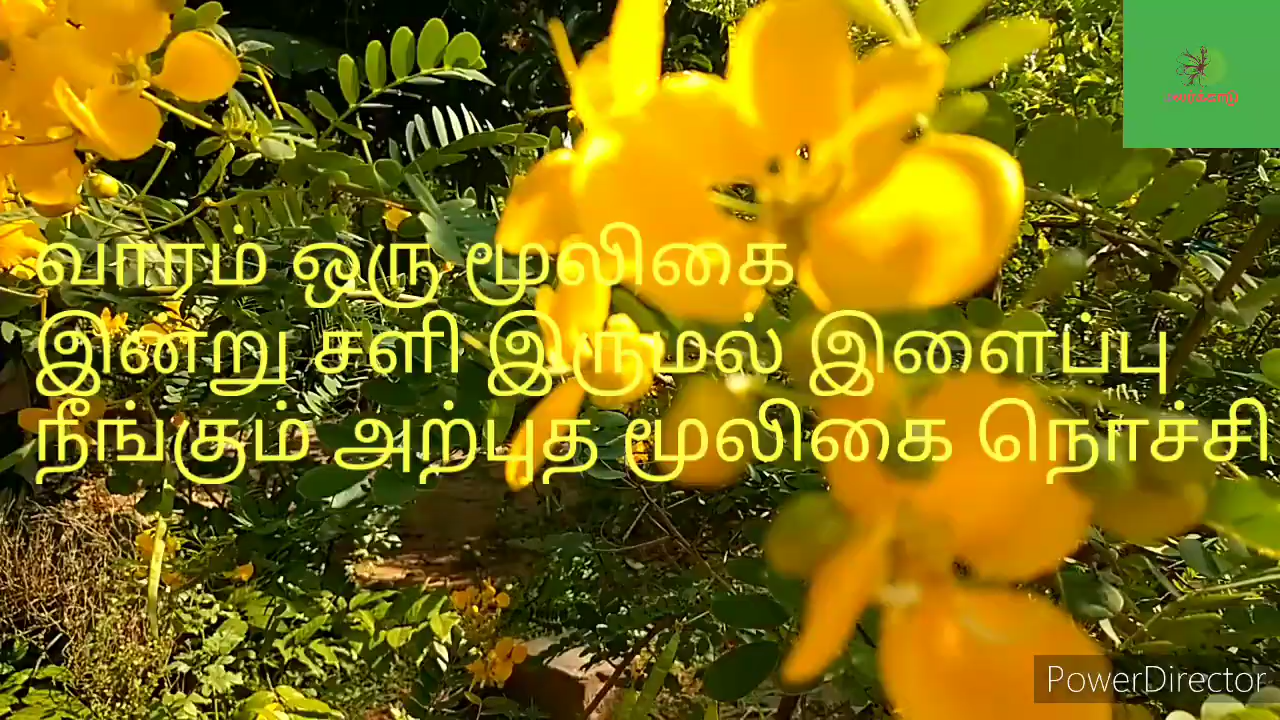 வாரம் ஒரு மூலிகை
இன்று சளி இருமல் இளைப்பு
நீங்கும் அற்புத மூலிகை நொச்சி
PowerDirector